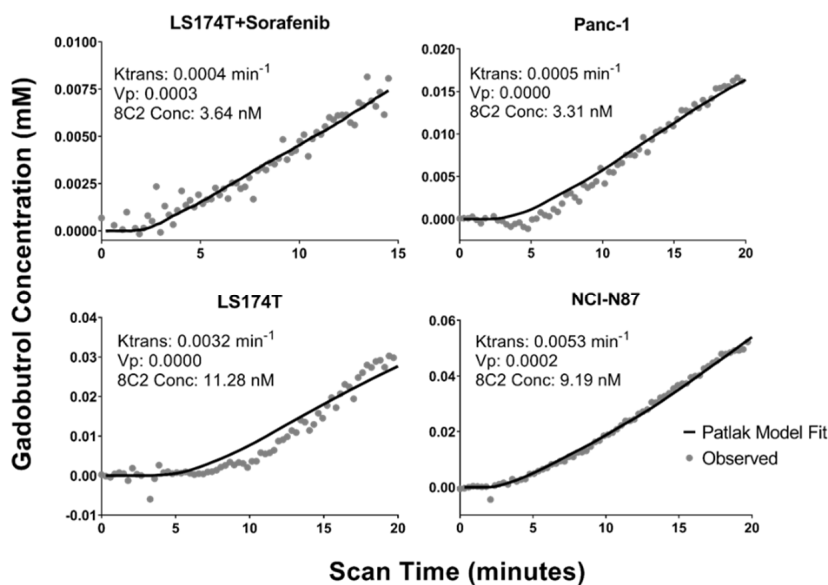 LS174T+Sorafenib
Ktrans: 0.0004 min-1
Vp: 0.0003
8C2 Conc: 3.64 nM
0.0100
0.0075
0.0050
0.0025
0.0000
0 5 10 15
Panc-1
Ktrans: 0.0005 min-1
Vp: 0.0000
8C2 Conc: 3.31 nM
0.020
0.015
0.010
0.005
0.000
0 5 10 15 20
LS174T
Ktrans: 0.0032 min-1
Vp: 0.0000
8C2 Conc: 11.28 nM
0.04
0.03
0.02
0.01
0.00
-0.01
0 5 10 15 20
NCI-N87
Ktrans: 0.0053 min-1
Vp: 0.0002
8C2 Conc: 9.19 nM
0.06
0.04
0.02
0.00
0 5 10 15 20
Patlak Model Fit
Observed
Gadobutrol Concentration (mM)
Scan Time (minutes)